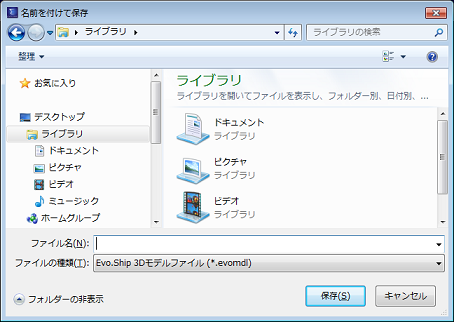 名前を付けて保存
ライブラリ
ライブラリの検索
整理
お気に入り
デスクトップ
ライブラリ
ドキュメント
ピクチャ
ビデオ
ミュージック
ホームグループ
ライブラリ
ライブラリを開いてファイルを表示し、フォルダー別、日付別、...
ドキュメント
ライブラリ
ピクチャ
ライブラリ
ビデオ
ライブラリ
ファイル名(N):
ファイルの種類(T): Evo.Ship 3Dモデルファイル (*.evomdl)
フォルダーの非表示
保存(S)
キャンセル